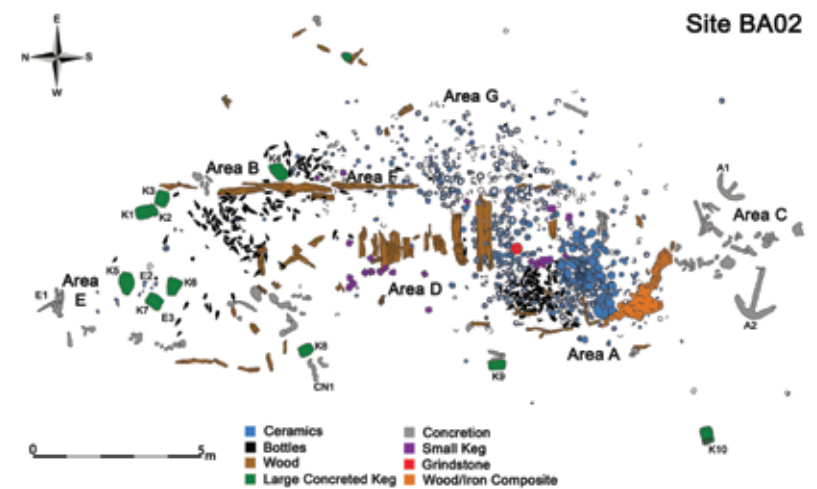 Site BA02
E
N S
W
Area G
Area B
K4
Area F
K3
K1 K2
A1
Area C
Area
E
K5
E2
K6
E1
K7
E3
Area D
A2
Area A
K8
CN1
K9
K10
0 5m
Ceramics
Bottles
Wood
Large Concreted Keg
Concretion
Small Keg
Grindstone
Wood/Iron Composite